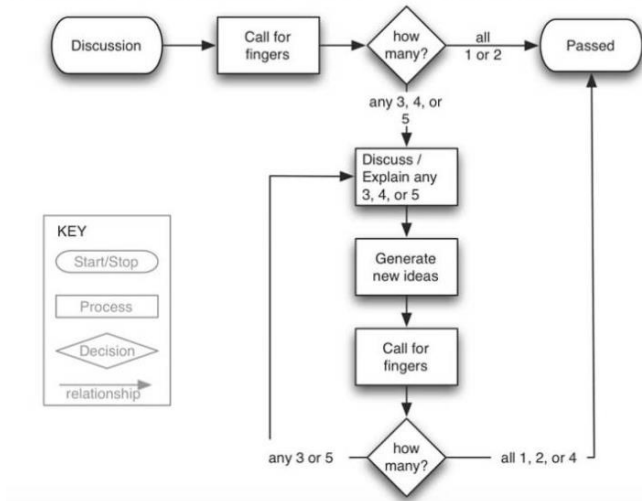 Discussion
Call for
fingers
how
many?
all
1 or 2
Passed
any 3, 4, or
5
Discuss /
Explain any
3, 4, or 5
Generate
new ideas
Call for
fingers
how
many?
any 3 or 5
all 1, 2, or 4
KEY
Start/Stop
Process
Decision
relationship